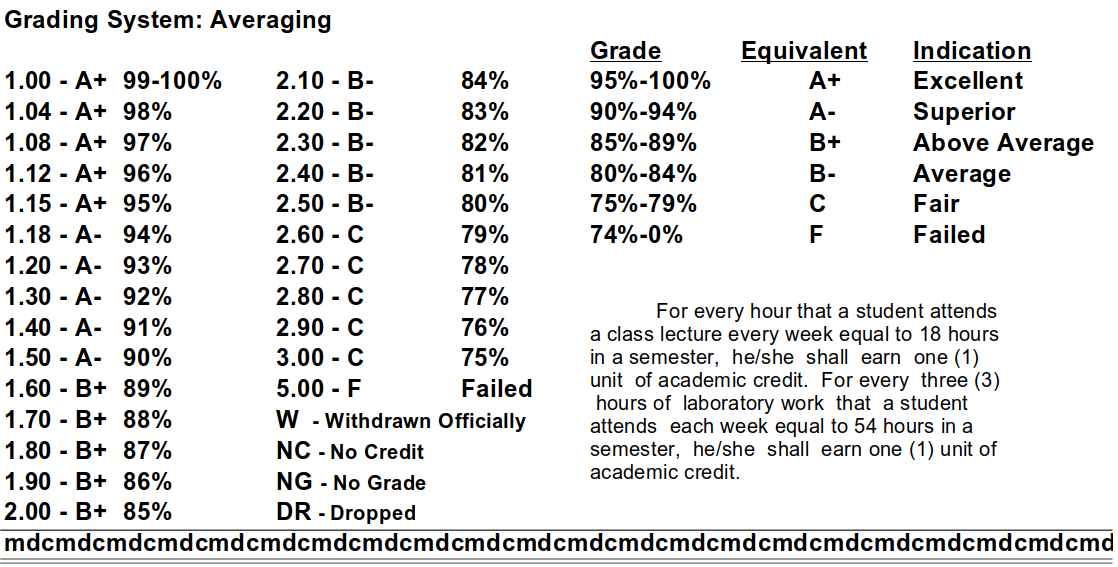 Grading System: Averaging
Grade Equivalent Indication
1.00 - A+ 99-100% 2.10 - B- 84% 95%-100% A+ Excellent
1.04 - A+ 98% 2.20 - B- 83% 90%-94% A- Superior
1.08 - A+ 97% 2.30 - B- 82% 85%-89% B+ Above Average
1.12 - A+ 96% 2.40 - B- 81% 80%-84% B- Average
1.15 - A+ 95% 2.50 - B- 80% 75%-79% C Fair
1.18 - A- 94% 2.60 - C 79% 74%-0% F Failed
1.20 - A- 93% 2.70 - C 78%
1.30 - A- 92% 2.80 - C 77%
1.40 - A- 91% 2.90 - C 76%
1.50 - A- 90% 3.00 - C 75%
1.60 - B+ 89% 5.00 - F Failed
1.70 - B+ 88% W - Withdrawn Officially
1.80 - B+ 87% NC - No Credit
1.90 - B+ 86% NG - No Grade
2.00 - B+ 85% DR - Dropped
For every hour that a student attends
a class lecture every week equal to 18 hours
in a semester, he/she shall earn one (1)
unit of academic credit. For every three (3)
hours of laboratory work that a student
attends each week equal to 54 hours in a
semester, he/she shall earn one (1) unit of
academic credit.
mdcmdcmdcmdcmdcmdcmdcmdcmdcmdcmdcmdcmdcmdcmdcmdcmdcmdcmdcmdcmdcmdcmdcmdcmdcmd